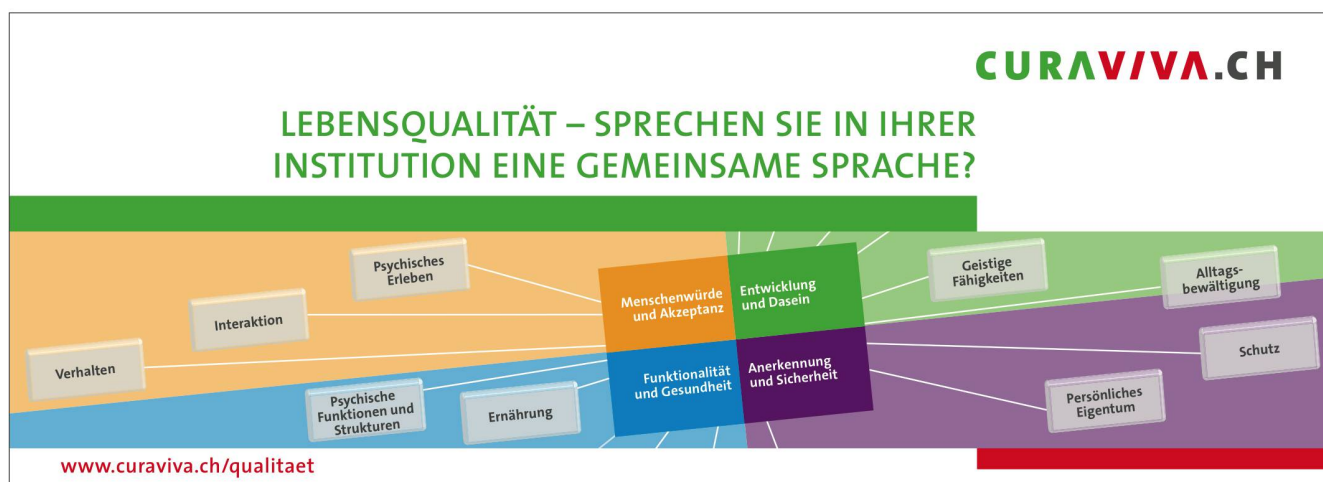 CURAVIVA.CH
LEBENSQUALITÄT – SPRECHEN SIE IN IHRER
INSTITUTION EINE GEMEINSAME SPRACHE?
Psychisches
Erleben
Interaktion
Verhalten
Menschenwürde
und Akzeptanz
Entwicklung
und Dasein
Geistige
Fähigkeiten
Alltags-
bewältigung
Psychische
Funktionen und
Strukturen
Ernährung
Funktionalität
und Gesundheit
Anerkennung
und Sicherheit
Schutz
Persönliches
Eigentum
www.curaviva.ch/qualitaet